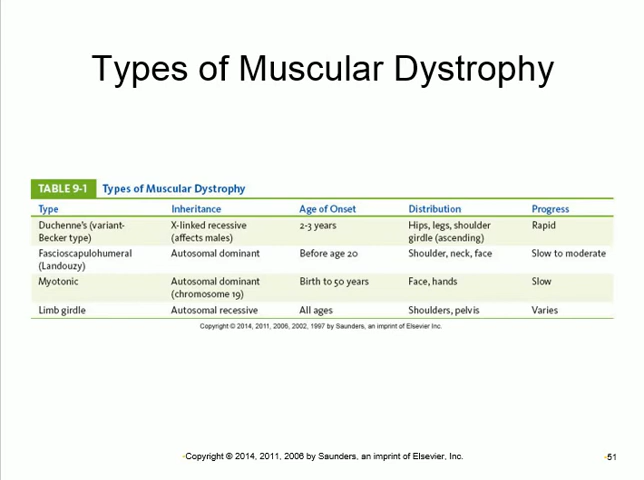 Types of Muscular Dystrophy
TABLE 9-1 Types of Muscular Dystrophy
Type Inheritance Age of Onset Distribution Progress
Duchenne's (variant- X-linked recessive 2-3 years Hips, legs, shoulder Rapid
Becker type) (affects males) girdle (ascending)
Fascioscapulohumeral Autosomal dominant Before age 20 Shoulder, neck, face Slow to moderate
(Landouzy)
Myotonic Autosomal dominant Birth to 50 years Face, hands Slow
(chromosome 19)
Limb girdle Autosomal recessive All ages Shoulders, pelvis Varies
Copyright © 2014, 2011, 2006, 2002, 1997 by Saunders, an imprint of Elsevier Inc.
Copyright © 2014, 2011, 2006 by Saunders, an imprint of Elsevier, Inc.
51